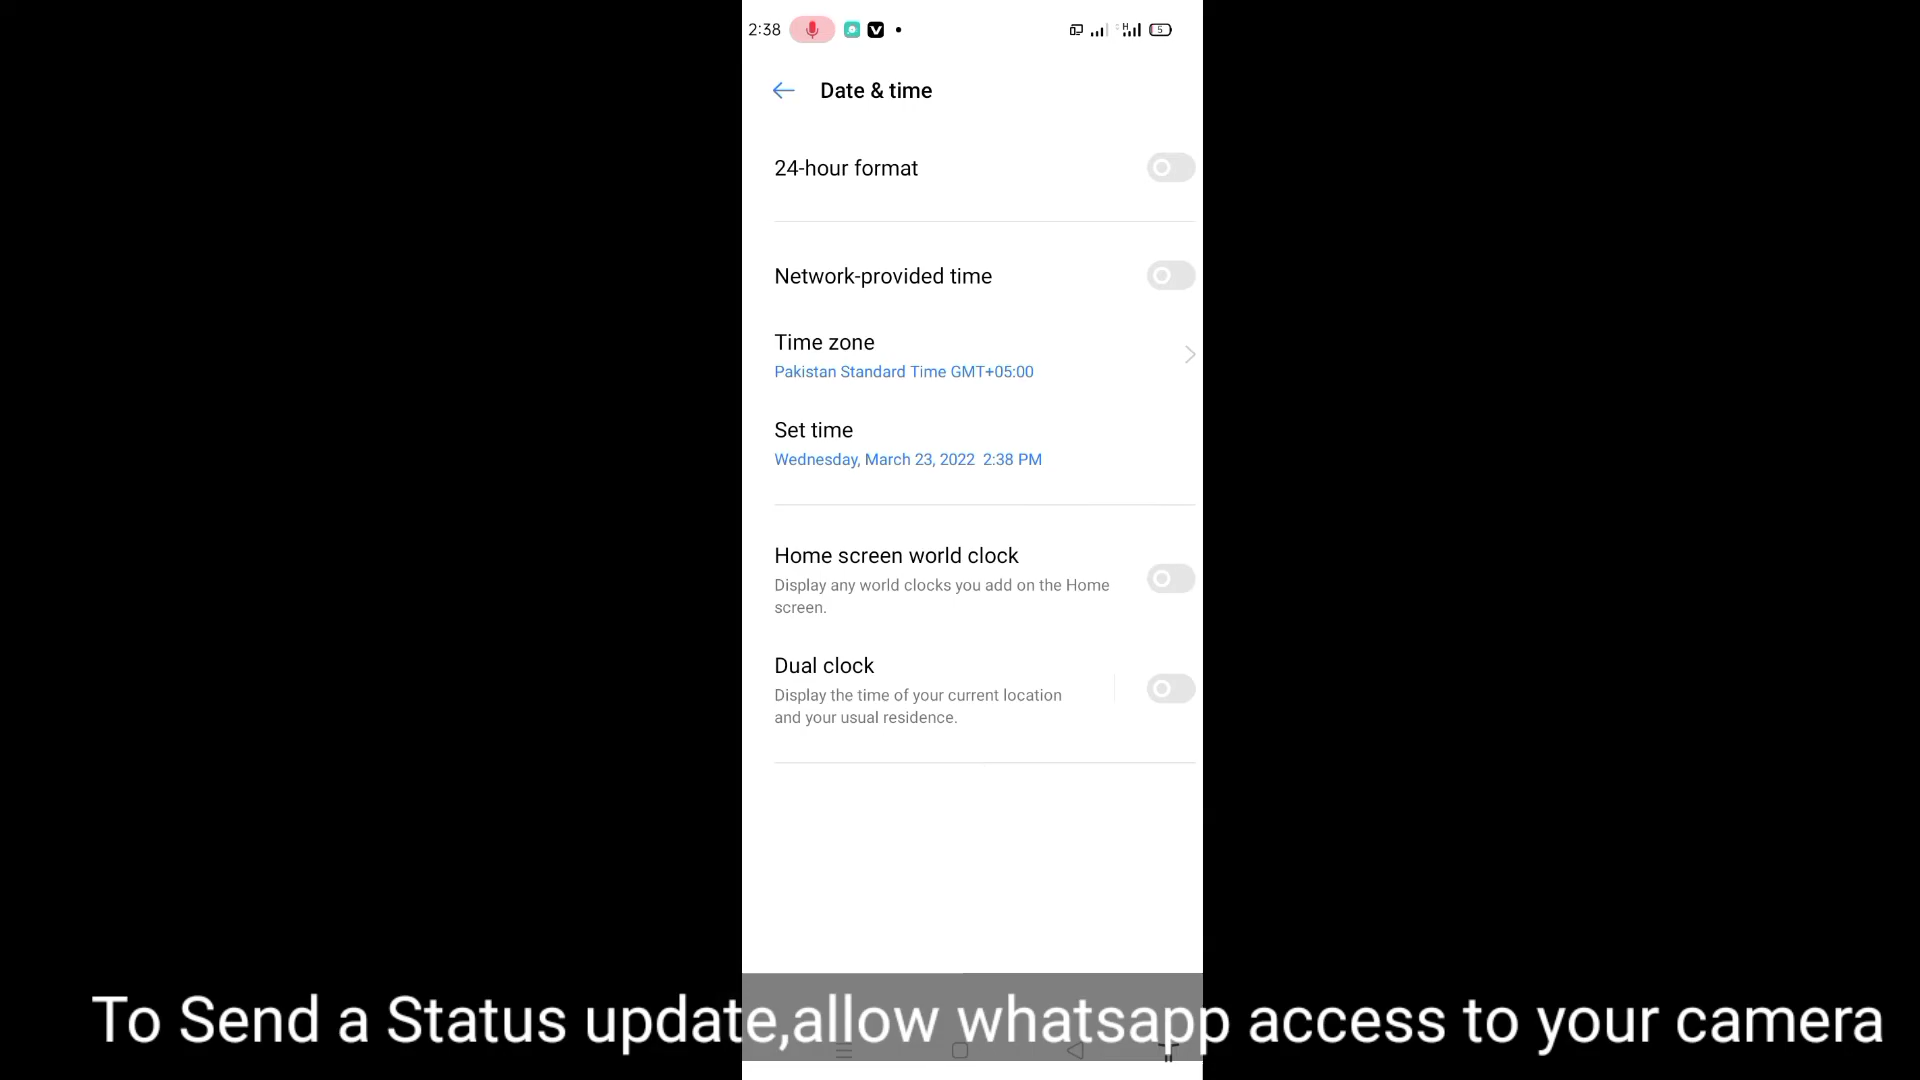 2:38
H
5
Date & time
24-hour format
Network-provided time
Time zone
Pakistan Standard Time GMT+05:00
Set time
Wednesday, March 23, 2022 2:38 PM
Home screen world clock
Display any world clocks you add on the Home
screen.
Dual clock
Display the time of your current location
and your usual residence.
To Send a Status update,allow whatsapp access to your camera